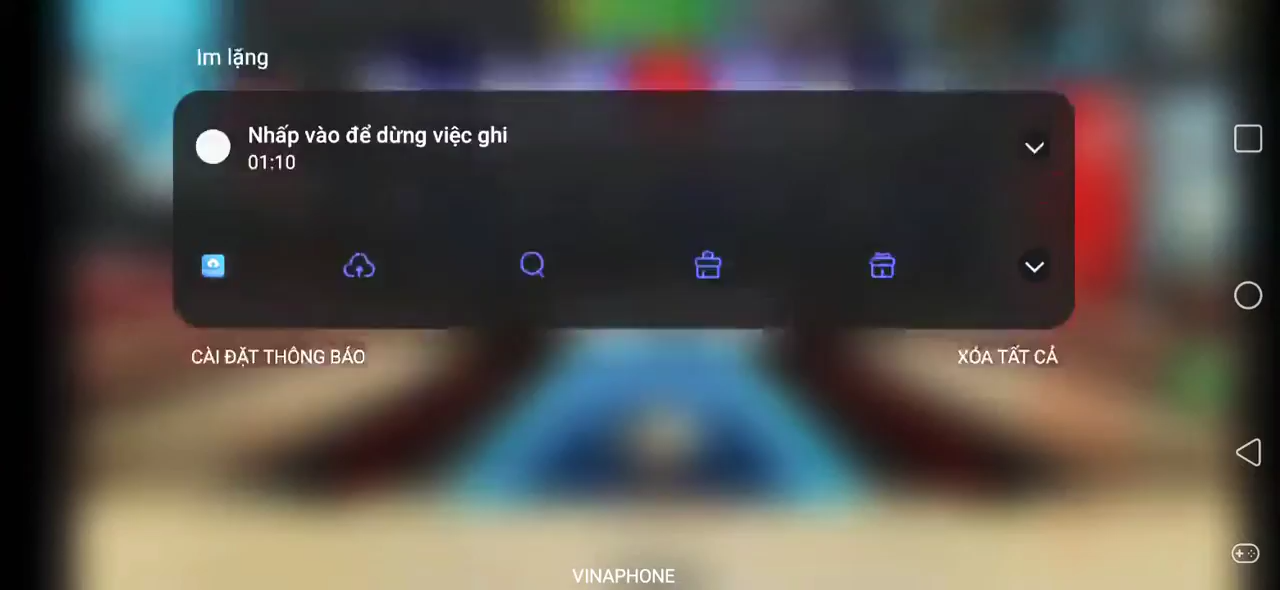 Im lặng
Nhấp vào để dừng việc ghi
01:10
CÀI ĐẶT THÔNG BÁO
XÓA TẤT CẢ
VINAPHONE